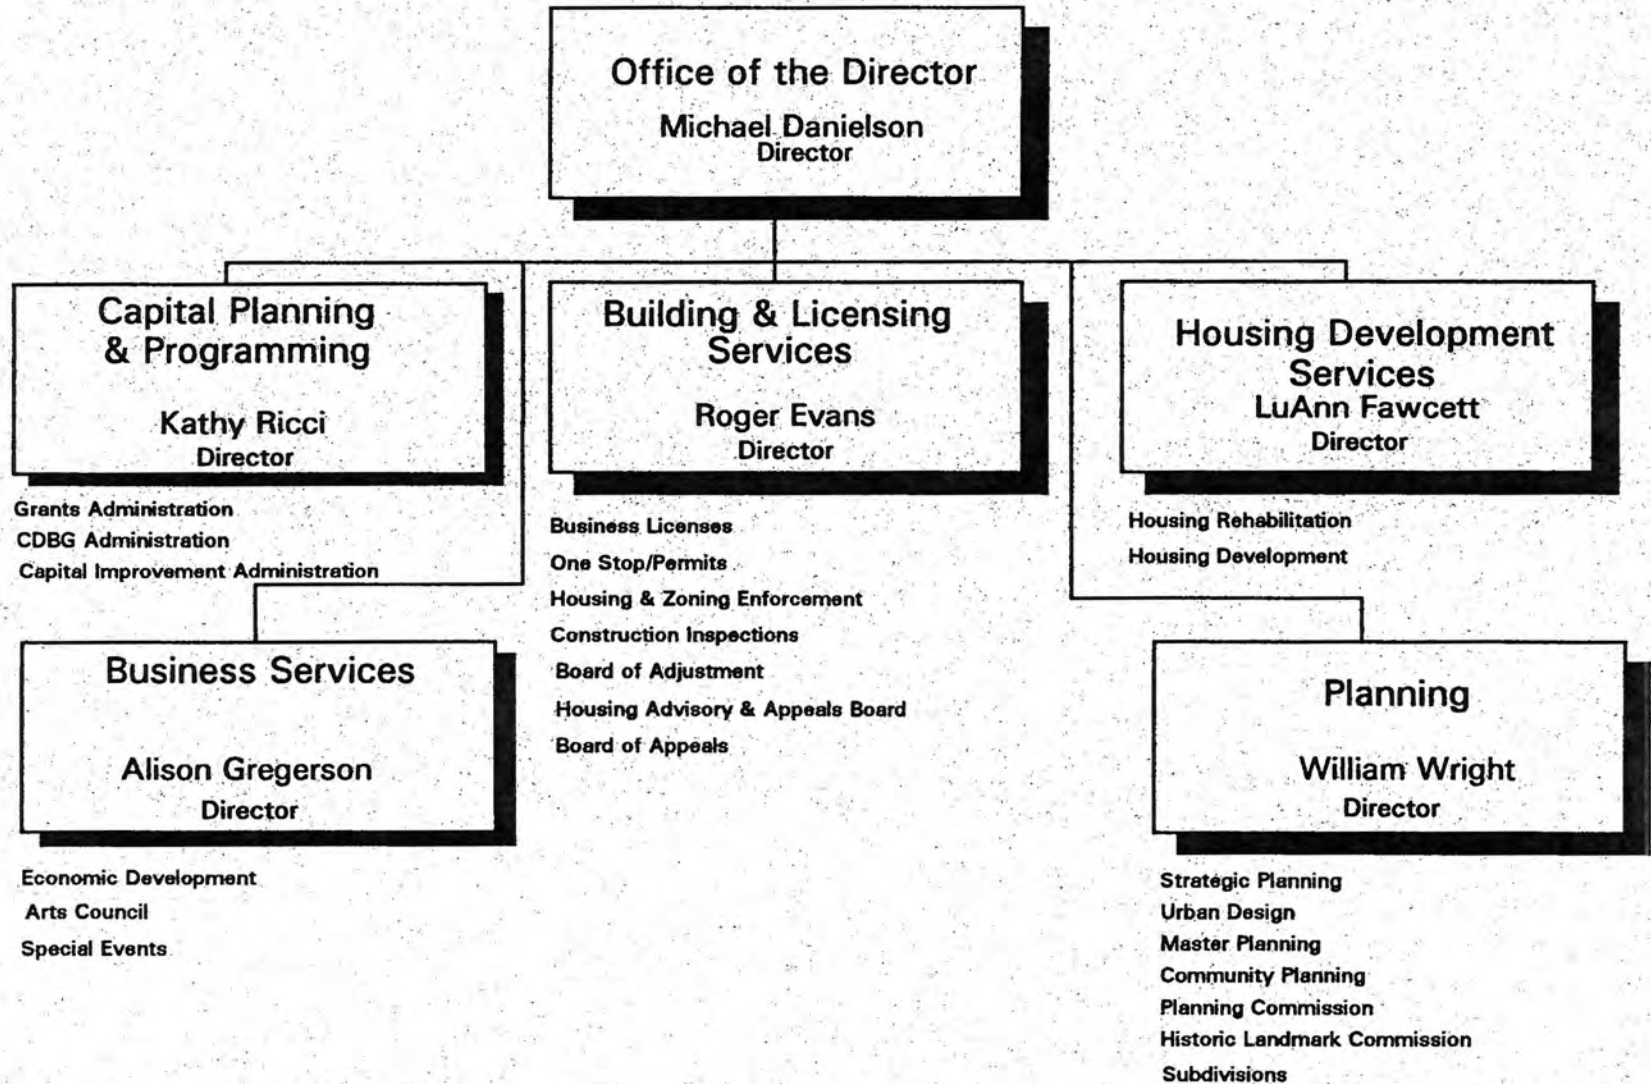 Office of the Director
Michael Danielson
Director
Capital Planning
& Programming
Kathy Ricci
Director
Grants Administration
CDBG Administration
Capital Improvement Administration
Building & Licensing
Services
Roger Evans
Director
Business Licenses
One Stop/Permits
Housing & Zoning Enforcement
Construction Inspections
Board of Adjustment
Housing Advisory & Appeals Board
Board of Appeals
Housing Development
Services
LuAnn Fawcett
Director
Housing Rehabilitation
Housing Development
Business Services
Alison Gregerson
Director
Economic Development
Arts Council
Special Events
Planning
William Wright
Director
Strategic Planning
Urban Design
Master Planning
Community Planning
Planning Commission
Historic Landmark Commission
Subdivisions